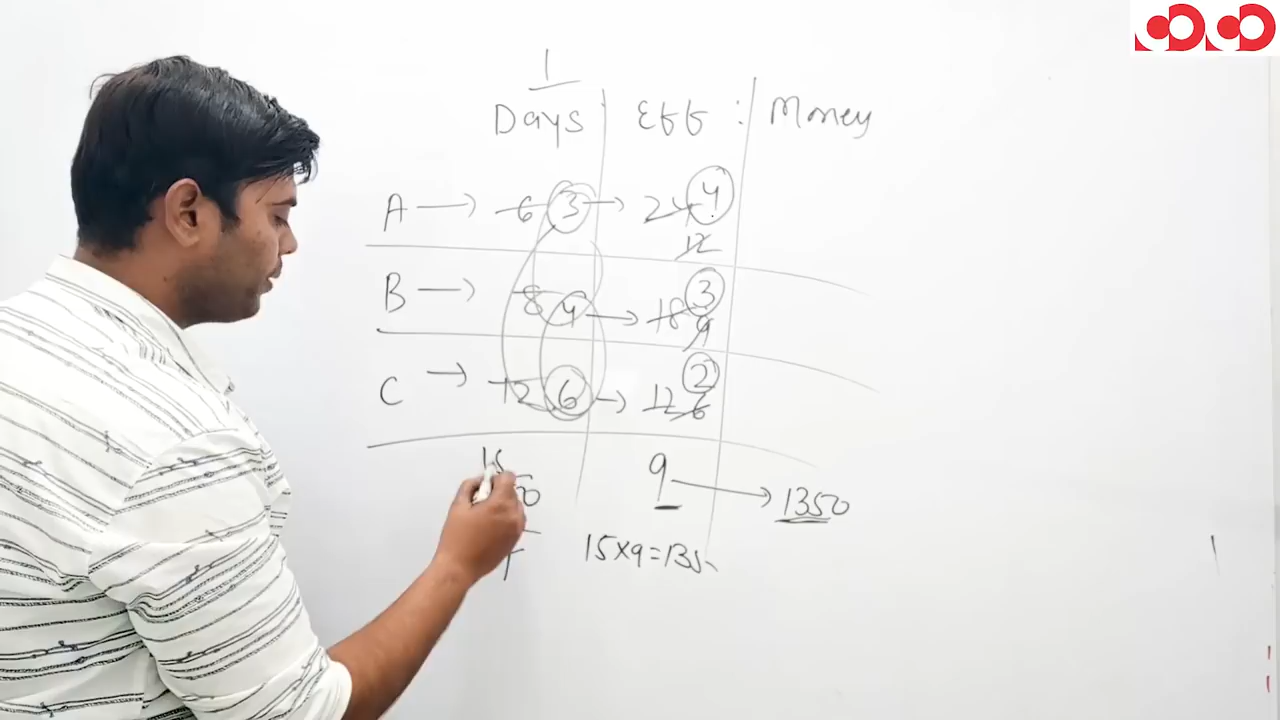 1
Days Eff : Money
A → 6 3 → 24 4
12
B → 8 4 → 18 3
9
C → 12 6 → 12 2
6
15
9 → 1350
15×9=135